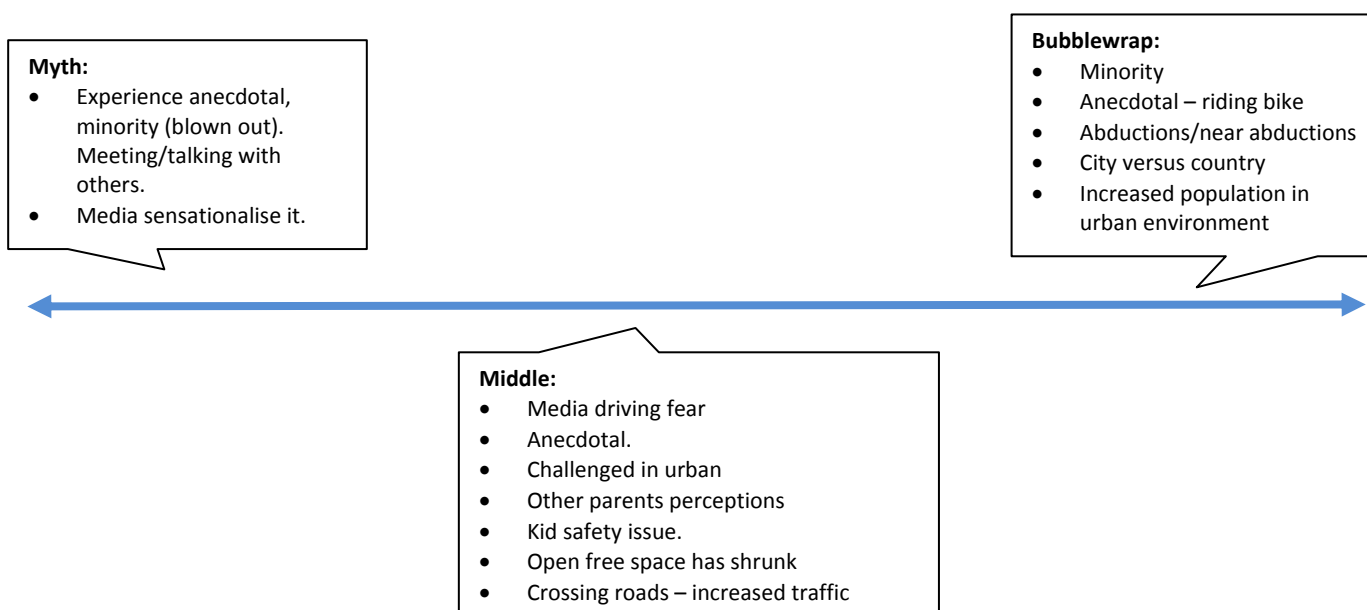 Myth:
• Experience anecdotal,
minority (blown out).
Meeting/talking with
others.
• Media sensationalise it.
Bubblewrap:
• Minority
• Anecdotal – riding bike
• Abductions/near abductions
• City versus country
• Increased population in
urban environment
Middle:
• Media driving fear
• Anecdotal.
• Challenged in urban
• Other parents perceptions
• Kid safety issue.
• Open free space has shrunk
• Crossing roads – increased traffic